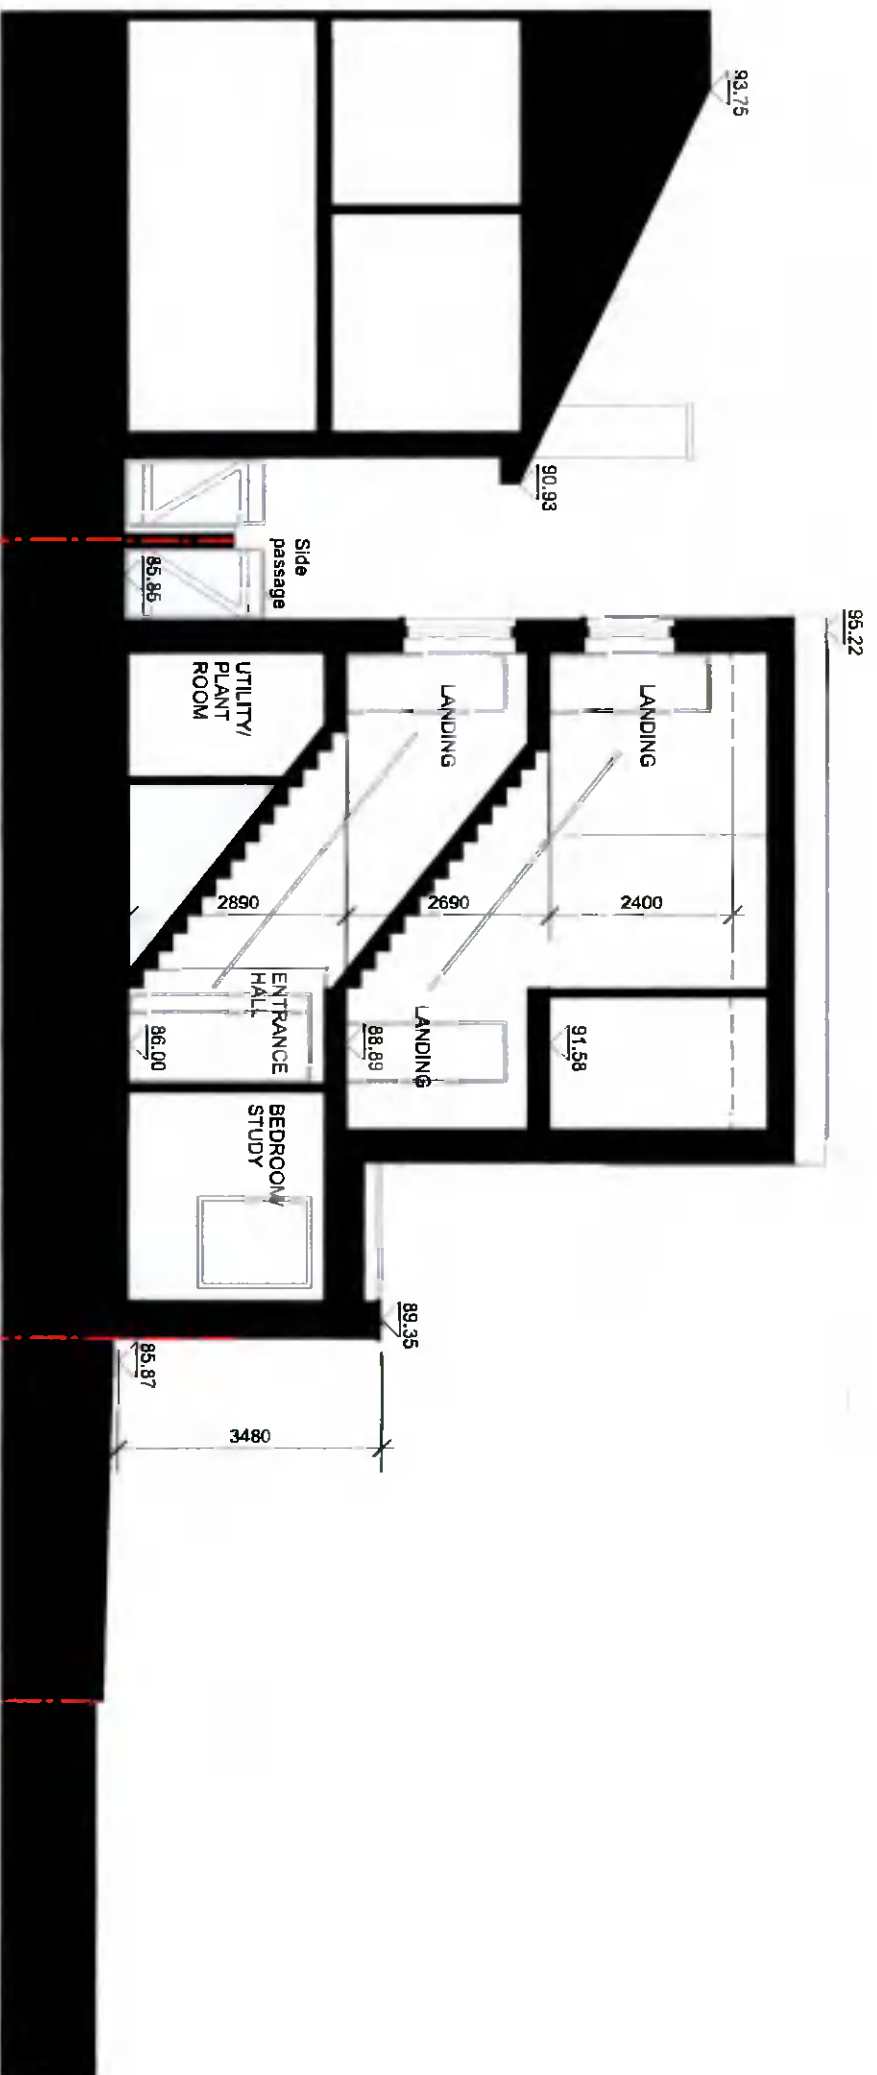 93.75
90.93
Side
passage
85.85
95.22
UTILITY/
PLANT
ROOM
LANDING
LANDING
2890
2690
2400
ENTRANCE
HALL
86.00
88.89
LANDING
91.58
BEDROOM/
STUDY
89.35
85.87
3480